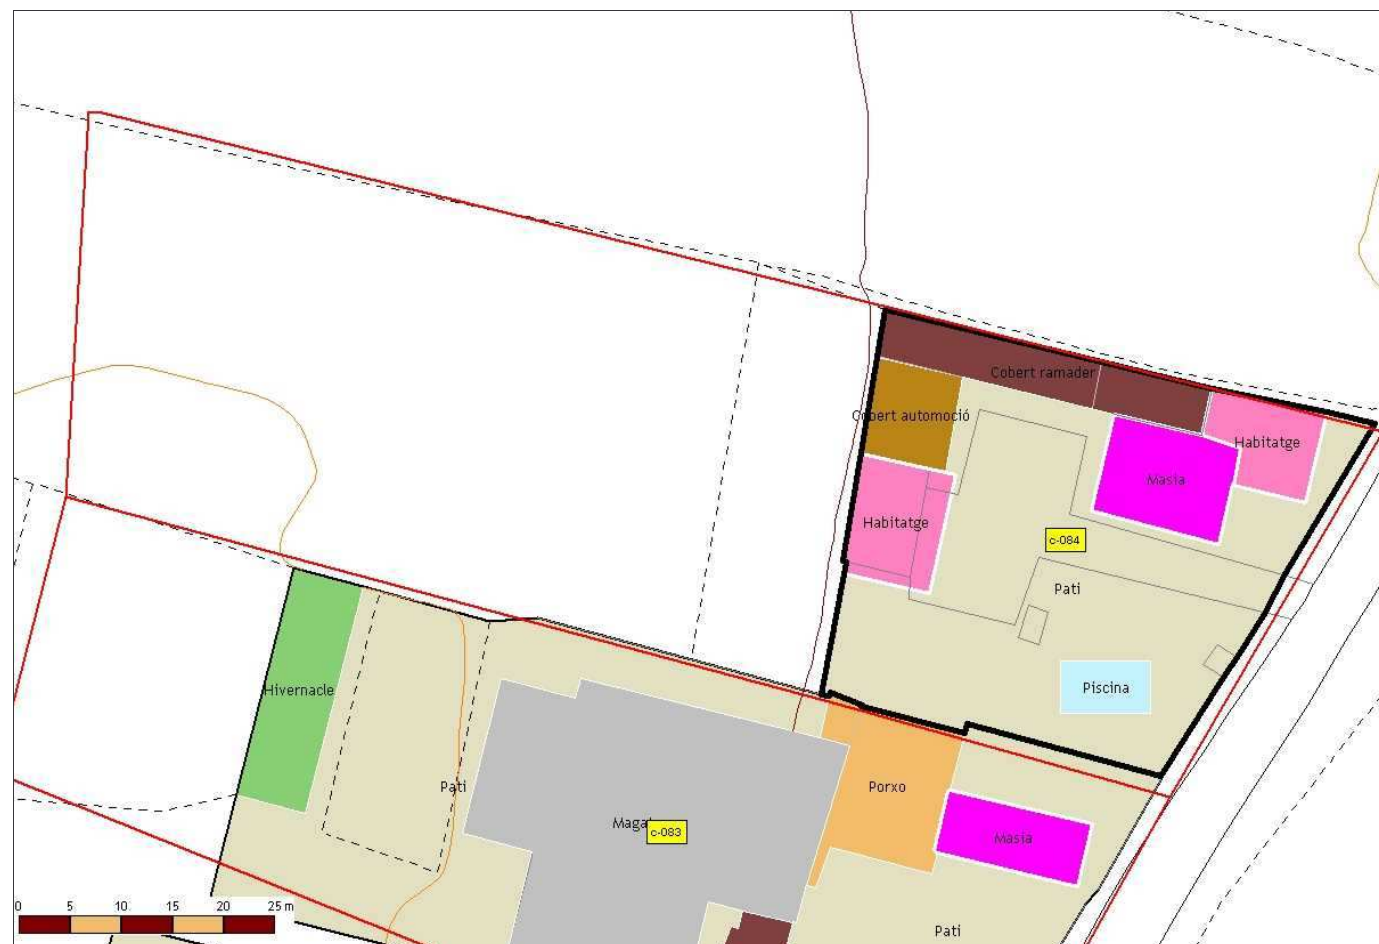 Cobert ramader
Cobert automoció
Habitatge
Masia
Habitatge
c-084
Pati
Piscina
Hivernacle
Pati
Porxo
c-083
Masia
Pati
0 5 10 15 20 25 m